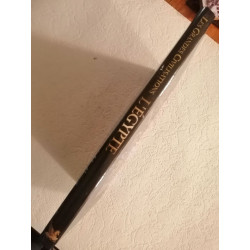 LES GRANDES CIVILISATIONS
L'ÉGYPTE